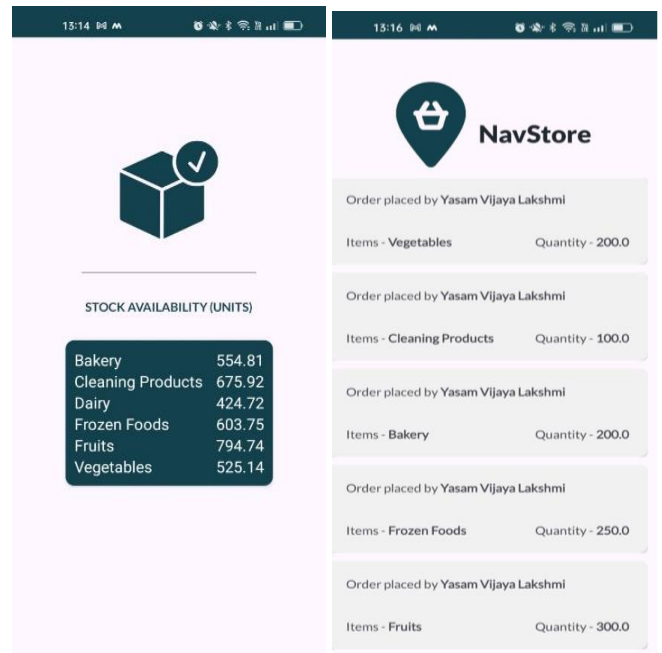 13:14
STOCK AVAILABILITY (UNITS)
Bakery 554.81
Cleaning Products 675.92
Dairy 424.72
Frozen Foods 603.75
Fruits 794.74
Vegetables 525.14
13:16
NavStore
Order placed by Yasam Vijaya Lakshmi
Items - Vegetables Quantity - 200.0
Order placed by Yasam Vijaya Lakshmi
Items - Cleaning Products Quantity - 100.0
Order placed by Yasam Vijaya Lakshmi
Items - Bakery Quantity - 200.0
Order placed by Yasam Vijaya Lakshmi
Items - Frozen Foods Quantity - 250.0
Order placed by Yasam Vijaya Lakshmi
Items - Fruits Quantity - 300.0